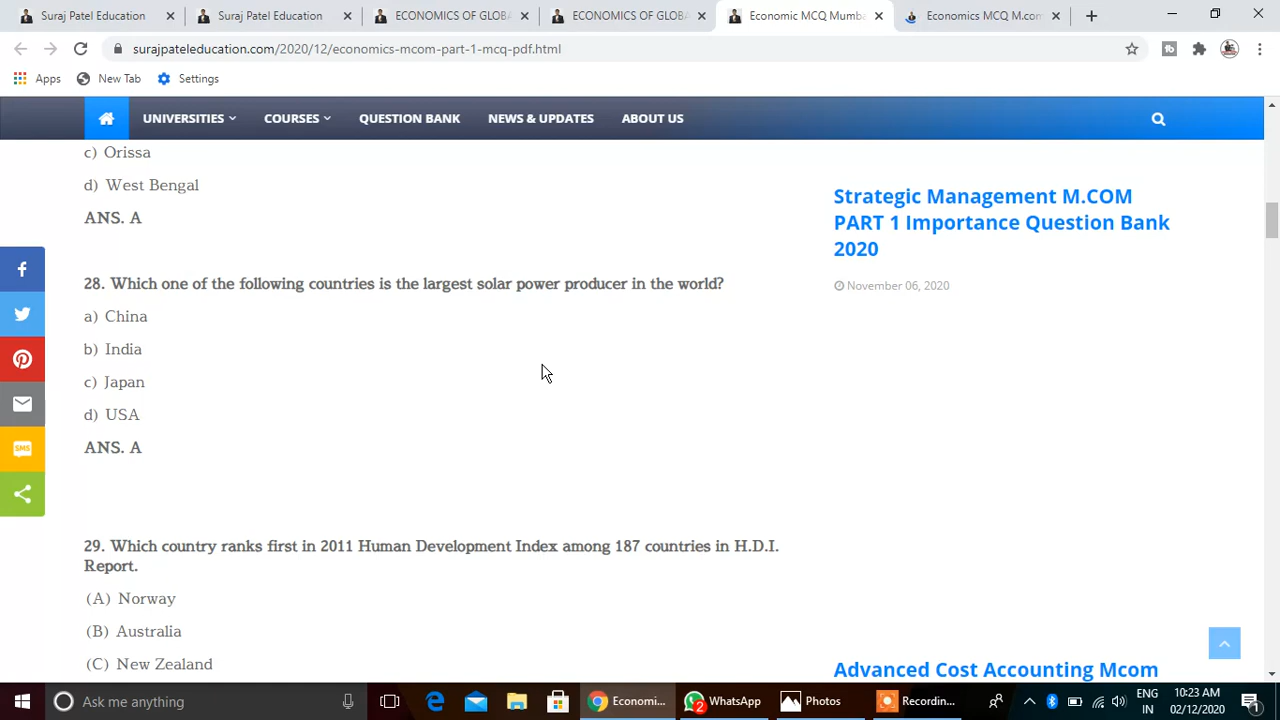 Suraj Patel Education
Suraj Patel Education
ECONOMICS OF GLOBA
ECONOMICS OF GLOBA
Economic MCQ Mumba
Economics MCQ M.com
surajpateleducation.com/2020/12/economics-mcom-part-1-mcq-pdf.html
Apps
New Tab
Settings
UNIVERSITIES
COURSES
QUESTION BANK
NEWS & UPDATES
ABOUT US
c) Orissa
d) West Bengal
ANS. A
28. Which one of the following countries is the largest solar power producer in the world?
a) China
b) India
c) Japan
d) USA
ANS. A
29. Which country ranks first in 2011 Human Development Index among 187 countries in H.D.I.
Report.
(A) Norway
(B) Australia
(C) New Zealand
Strategic Management M.COM
PART 1 Importance Question Bank
2020
November 06, 2020
Advanced Cost Accounting Mcom
SMS
Ask me anything
Economi...
2
WhatsApp
Photos
Recordin...
ENG
IN
10:23 AM
02/12/2020
1